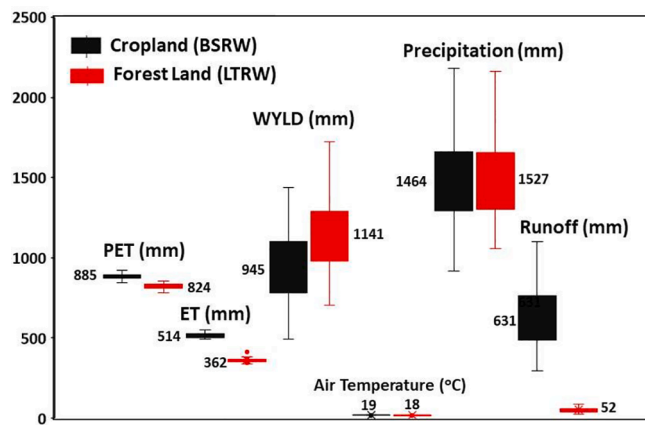 2500
Cropland (BSRW)
Precipitation (mm)
Forest Land (LTRW)
2000
WYLD (mm)
1500
1464
1527
1141
Runoff (mm)
PET (mm)
1000
885
824
945
ET (mm)
631
631
500
514
362
Air Temperature (°C)
19
18
52
0